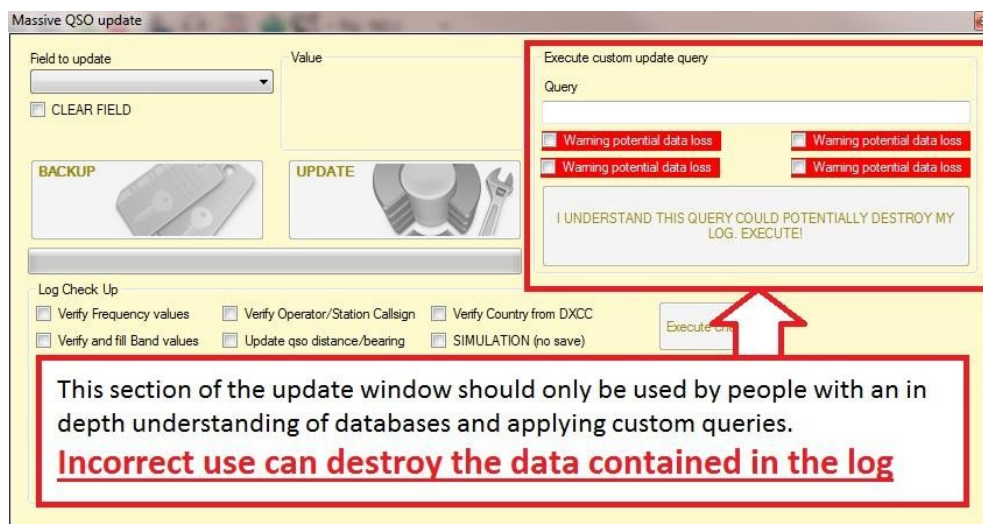 Massive QSO update
Field to update
Value
CLEAR FIELD
BACKUP
UPDATE
Execute custom update query
Query
Warning potential data loss Warning potential data loss
Warning potential data loss Warning potential data loss
I UNDERSTAND THIS QUERY COULD POTENTIALLY DESTROY MY
LOG. EXECUTE!
Log Check Up
Verify Frequency values Verify Operator/Station Callsign Verify Country from DXCC
Verify and fill Band values Update qso distance/bearing SIMULATION (no save)
Execute
This section of the update window should only be used by people with an in
depth understanding of databases and applying custom queries.
Incorrect use can destroy the data contained in the log